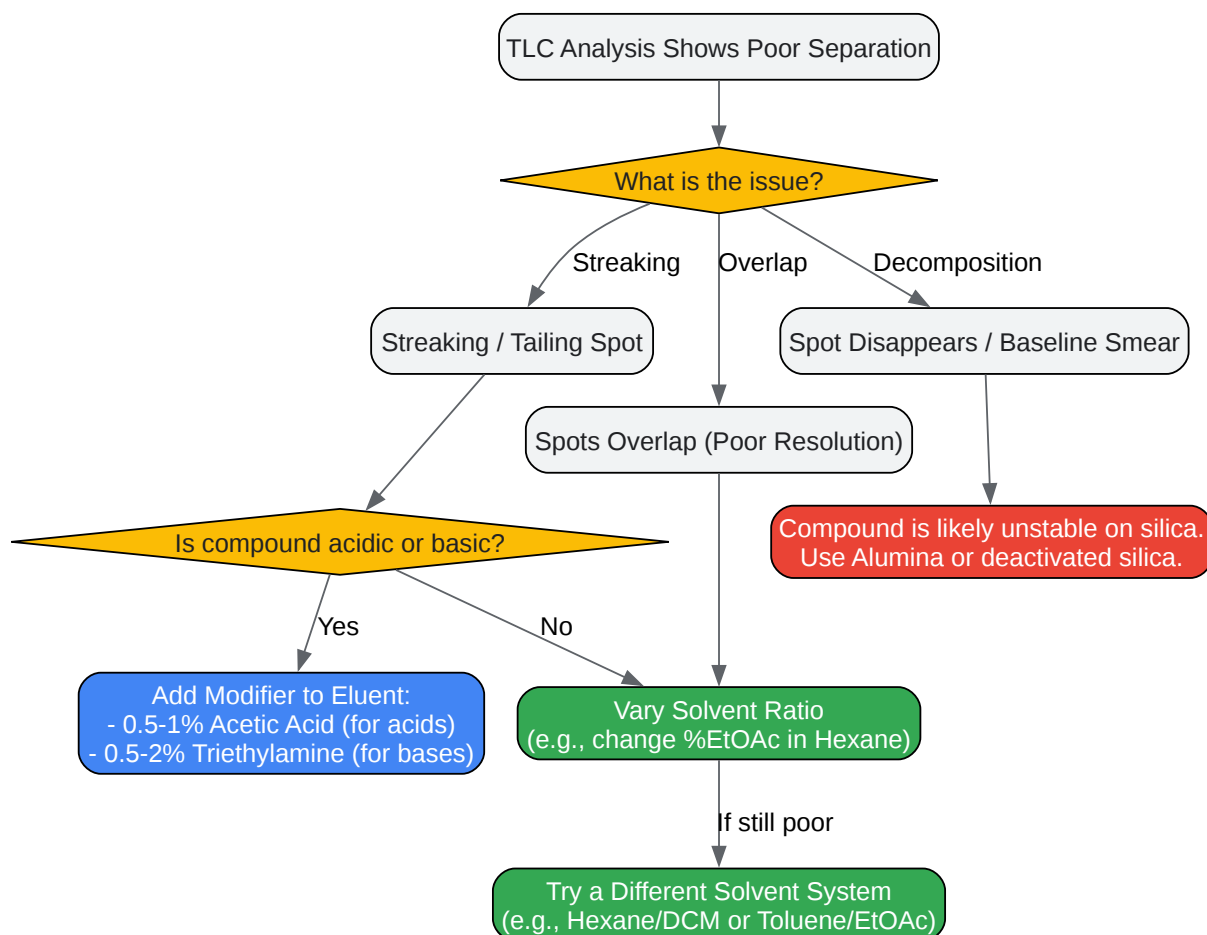 TLC Analysis Shows Poor Separation
What is the issue?
Streaking
Overlap
Decomposition
Streaking / Tailing Spot
Spot Disappears / Baseline Smear
Spots Overlap (Poor Resolution)
Is compound acidic or basic?
Compound is likely unstable on silica.
Use Alumina or deactivated silica.
Yes
No
Add Modifier to Eluent:
- 0.5-1% Acetic Acid (for acids)
- 0.5-2% Triethylamine (for bases)
Vary Solvent Ratio
(e.g., change %EtOAc in Hexane)
If still poor
Try a Different Solvent System
(e.g., Hexane/DCM or Toluene/EtOAc)